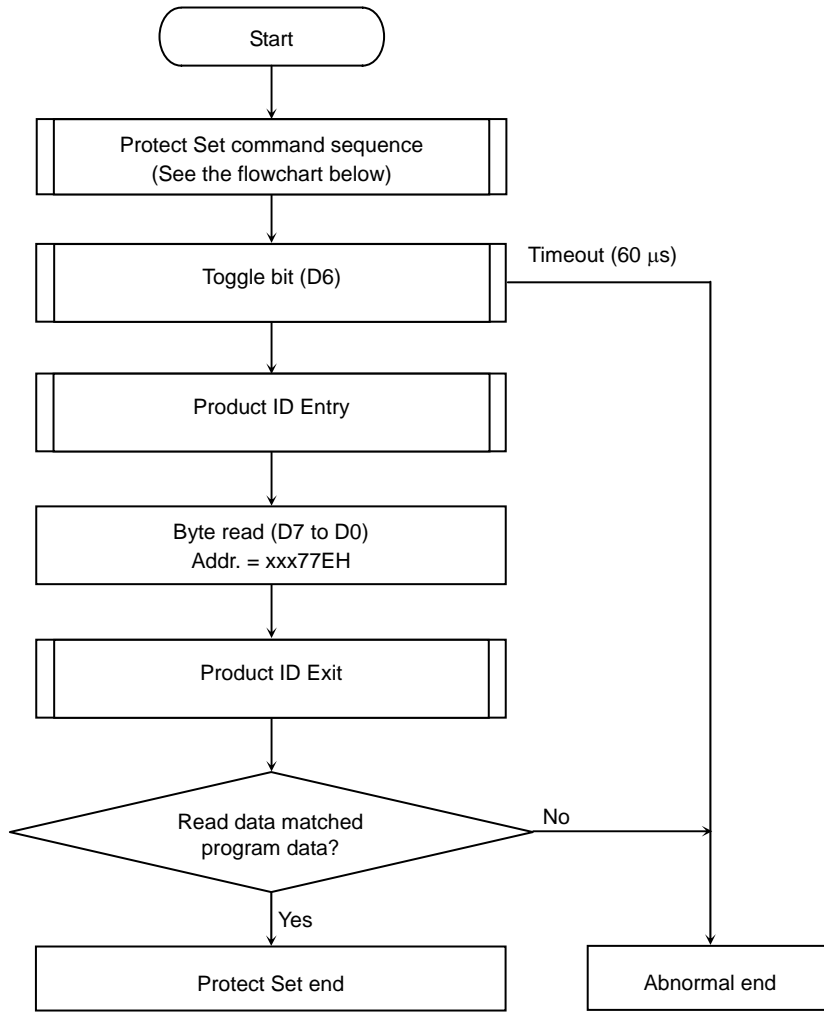 Start
Protect Set command sequence
(See the flowchart below)
Timeout (60 μs)
Toggle bit (D6)
Product ID Entry
Byte read (D7 to D0)
Addr. = xxx77EH
Product ID Exit
Read data matched
program data?
No
Yes
Protect Set end
Abnormal end